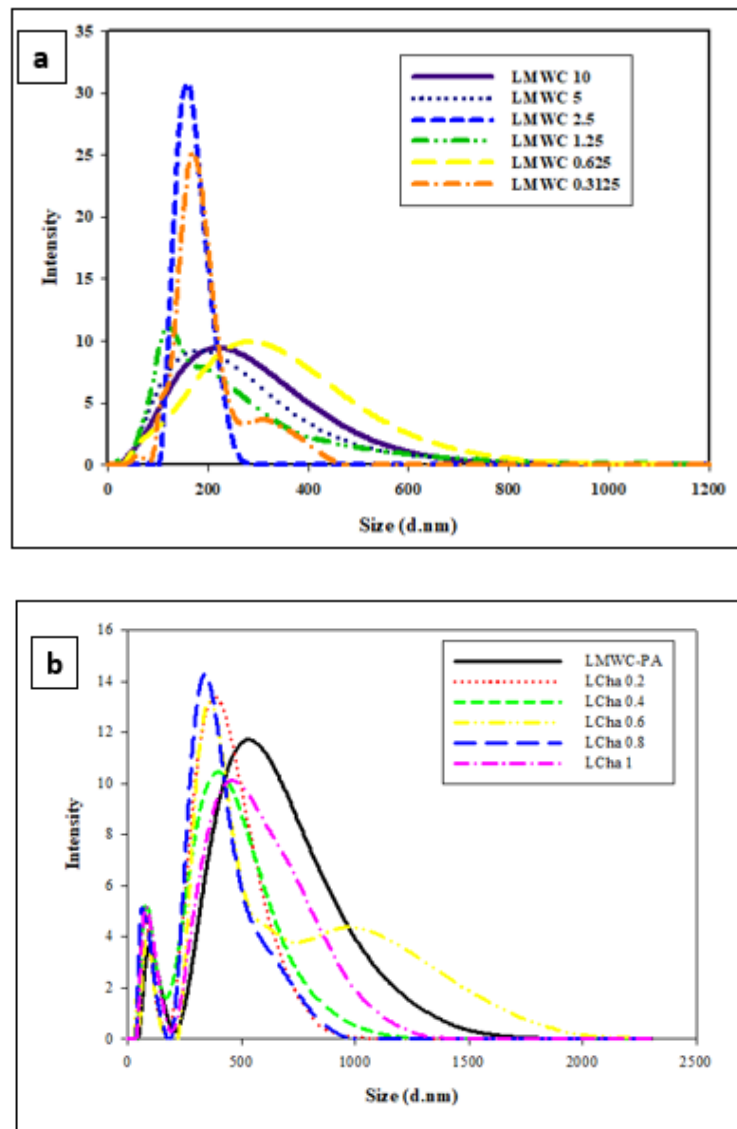 a
35
30
25
20
15
10
5
0
Intensity
LMWC 10
LMWC 5
LMWC 2.5
LMWC 1.25
LMWC 0.625
LMWC 0.3125
0 200 400 600 800 1000 1200
Size (d.nm)
b
16
14
12
10
8
6
4
2
0
Intensity
LMWC-PA
LCha 0.2
LCha 0.4
LCha 0.6
LCha 0.8
LCha 1
0 500 1000 1500 2000 2500
Size (d.nm)